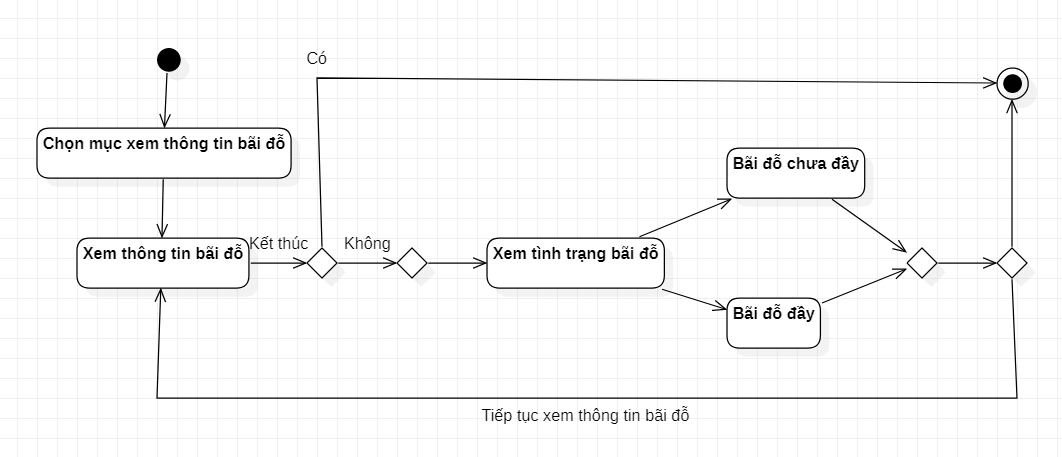 Có
Chọn mục xem thông tin bãi đỗ
Bãi đỗ chưa đầy
Xem thông tin bãi đỗ
Kết thúc
Không
Xem tình trạng bãi đỗ
Bãi đỗ đầy
Tiếp tục xem thông tin bãi đỗ